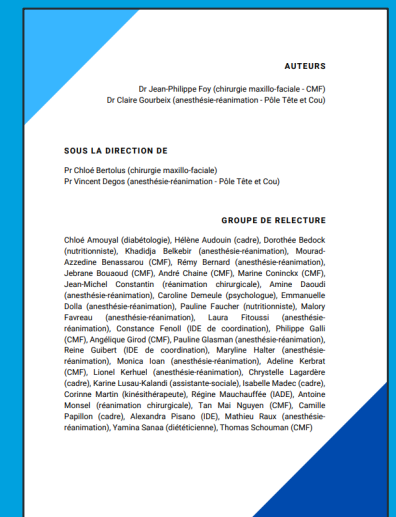 AUTEURS
Dr Jean-Philippe Foy (chirurgie maxillo-faciale - CMF)
Dr Claire Gourbeix (anesthésie-réanimation - Pôle Tête et Cou)
SOUS LA DIRECTION DE
Pr Chloé Bertolus (chirurgie maxillo-faciale)
Pr Vincent Degos (anesthésie-réanimation - Pôle Tête et Cou)
GROUPE DE RELECTURE
Chloé Amouyal (diabétologie), Hélène Audouin (cadre), Dorothée Bedock
(nutritionniste), Khadidja Belkebir (anesthésie-réanimation), Mourad-
Azzedine Benassarou (CMF), Rémy Bernard (anesthésie-réanimation),
Jebrane Bouaoud (CMF), André Chaine (CMF), Marine Coninckx (CMF),
Jean-Michel Constantin (réanimation chirurgicale), Amine Daoudi
(anesthésie-réanimation), Caroline Demeule (psychologue), Emmanuelle
Dolla (anesthésie-réanimation), Pauline Faucher (nutritionniste), Malory
Favreau (anesthésie-réanimation), Laura Fitoussi (anesthésie-
réanimation), Constance Fenoll (IDE de coordination), Philippe Galli
(CMF), Angélique Girod (CMF), Pauline Glasman (anesthésie-réanimation),
Reine Guibert (IDE de coordination), Maryline Halter (anesthésie-
réanimation), Monica Ioan (anesthésie-réanimation), Adeline Kerbrat
(CMF), Lionel Kerhuel (anesthésie-réanimation), Chrystelle Lagardère
(cadre), Karine Lusau-Kalandi (assistante-sociale), Isabelle Madec (cadre),
Corinne Martin (kinésithérapeute), Régine Mauchauffée (IADE), Antoine
Monsel (réanimation chirurgicale), Tan Mai Nguyen (CMF), Camille
Papillon (cadre), Alexandra Pisano (IDE), Mathieu Raux (anesthésie-
réanimation), Yamina Sanaa (diététicienne), Thomas Schouman (CMF)